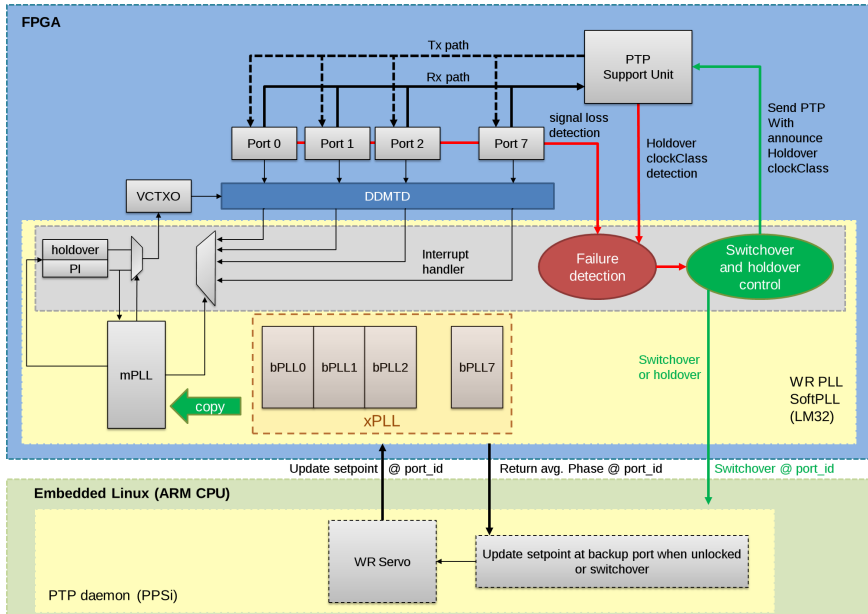 FPGA
Tx path
PTP
Support Unit
Rx path
signal loss
detection
Send PTP
With
announce
Holdover
clockClass
Holdover
clockClass
detection
Port 0
Port 1
Port 2
Port 7
VCTXO
DDMTD
holdover
PI
Interrupt
handler
Failure
detection
Switchover
and holdover
control
mPLL
bPLL0
bPLL1
bPLL2
bPLL7
Switchover
or holdover
WR PLL
SoftPLL
(LM32)
copy
xPLL
Update setpoint @ port_id
Return avg. Phase @ port_id
Switchover @ port_id
Embedded Linux (ARM CPU)
WR Servo
Update setpoint at backup port when unlocked
or switchover
PTP daemon (PPSi)